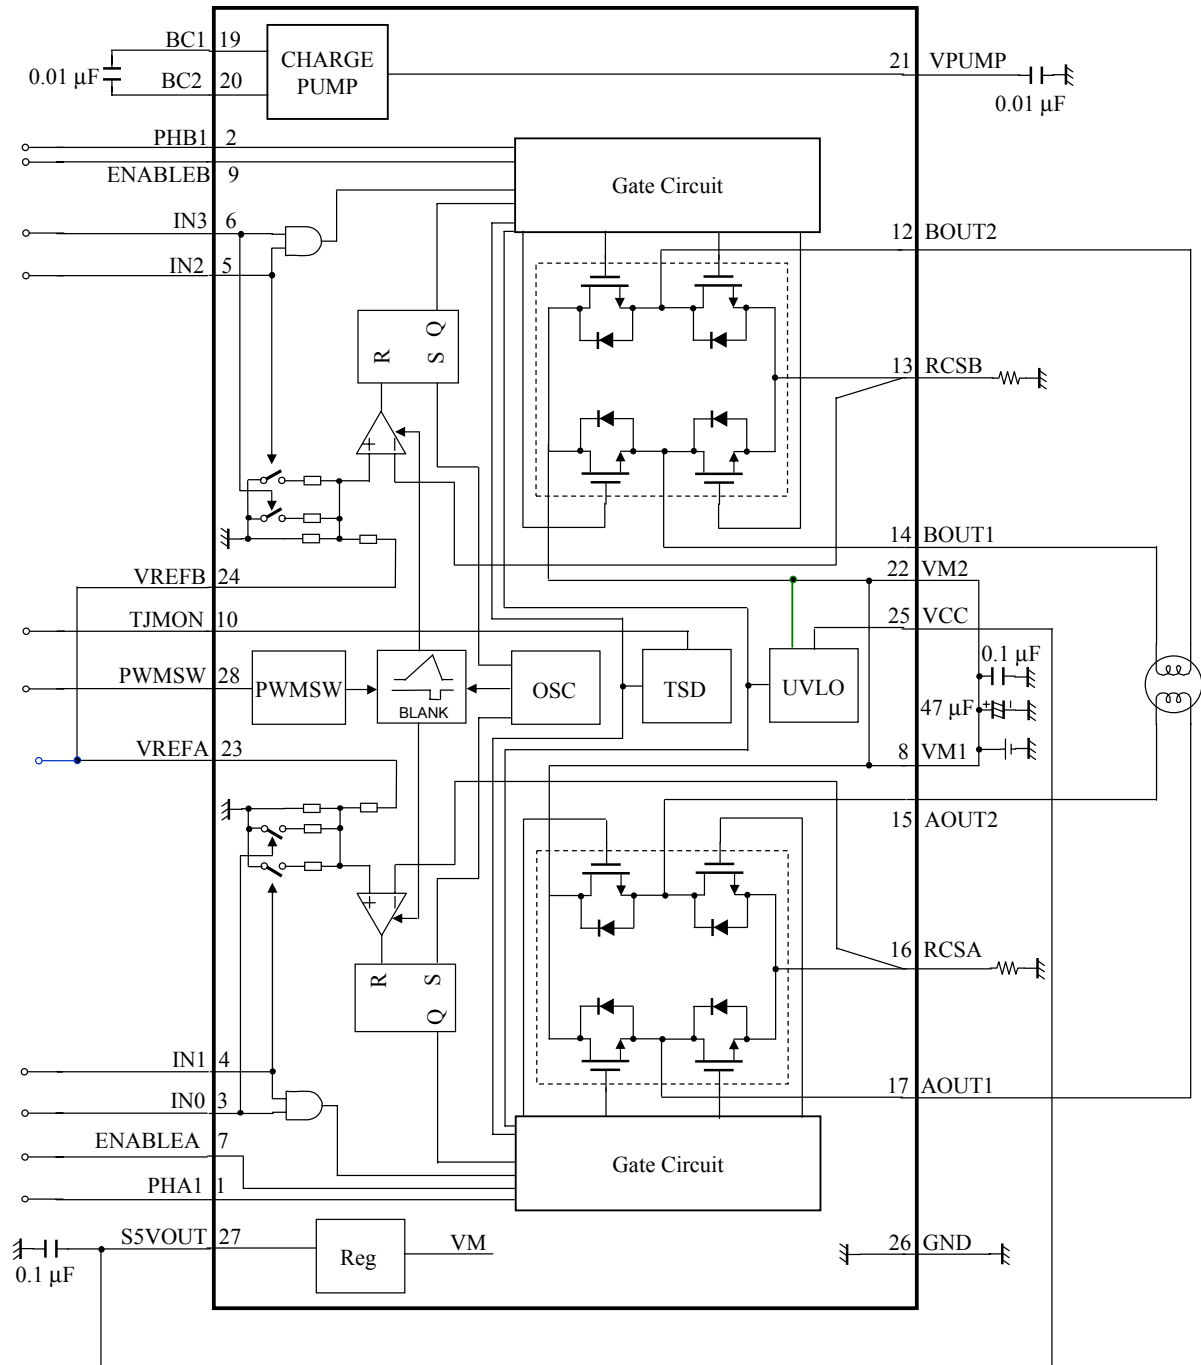 BC1 19
0.01 µF
BC2 20
CHARGE
PUMP
21 VPUMP
0.01 µF
PHB1 2
ENABLEB 9
Gate Circuit
IN3 6
12 BOUT2
IN2 5
R
S Q
13 RCSB
+ −
14 BOUT1
VREFB 24
22 VM2
TJMON 10
25 VCC
0.1 µF
PWMSW 28
PWMSW
BLANK
OSC
TSD
UVLO
47 µF + -
VREFA 23
8 VM1
15 AOUT2
+ −
16 RCSA
R S
Q
IN1 4
IN0 3
17 AOUT1
ENABLEA 7
Gate Circuit
PHA1 1
S5VOUT 27
Reg
VM
26 GND
0.1 µF